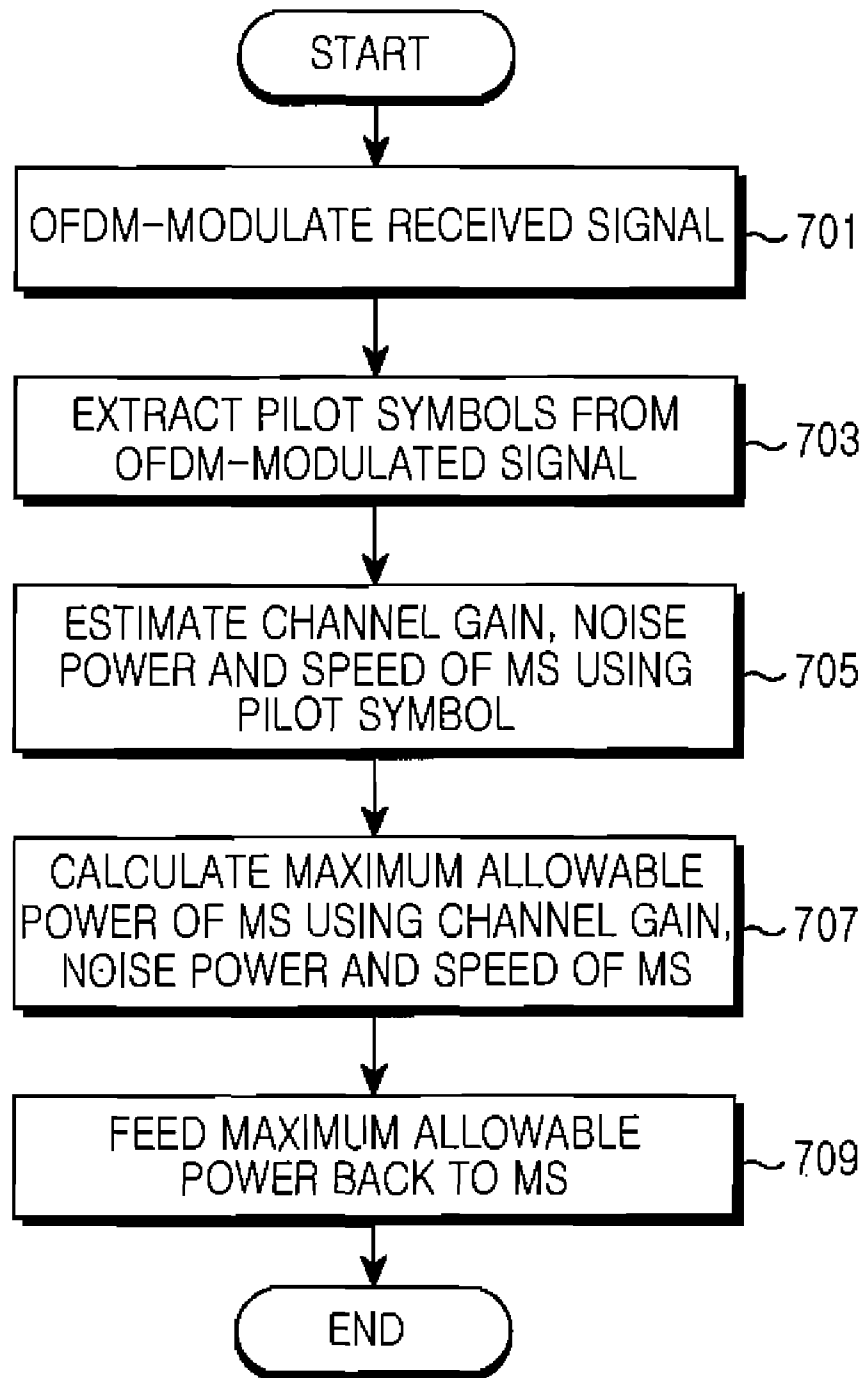 START
OFDM-MODULATE RECEIVED SIGNAL
701
EXTRACT PILOT SYMBOLS FROM
OFDM-MODULATED SIGNAL
703
ESTIMATE CHANNEL GAIN, NOISE
POWER AND SPEED OF MS USING
PILOT SYMBOL
705
CALCULATE MAXIMUM ALLOWABLE
POWER OF MS USING CHANNEL GAIN,
NOISE POWER AND SPEED OF MS
707
FEED MAXIMUM ALLOWABLE
POWER BACK TO MS
709
END